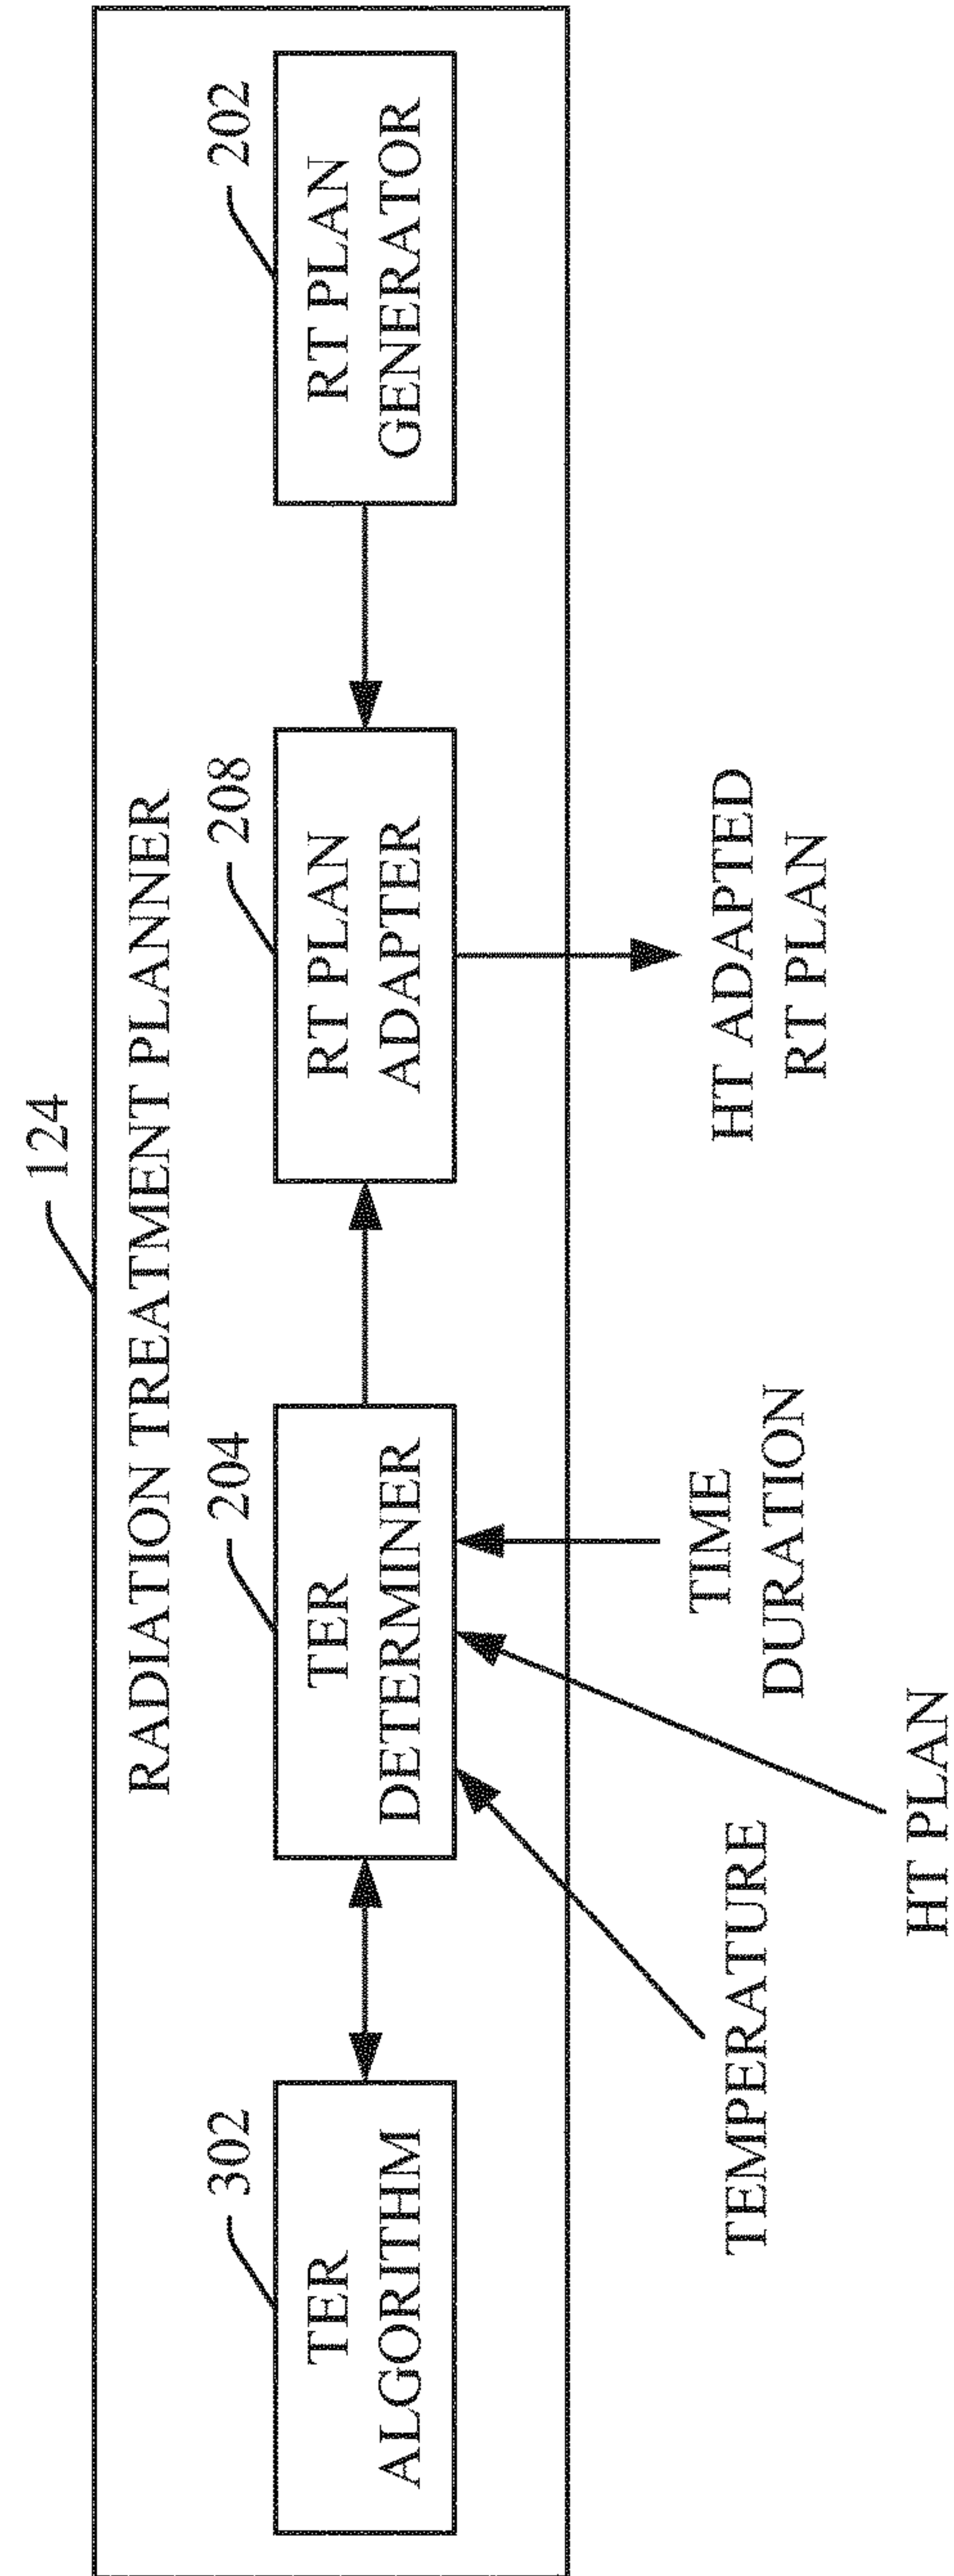 124
RADIATION TREATMENT PLANNER
302
TER
ALGORITHM
204
TER
DETERMINER
208
RT PLAN
ADAPTER
202
RT PLAN
GENERATOR
TEMPERATURE
HT PLAN
TIME
DURATION
HT ADAPTED
RT PLAN